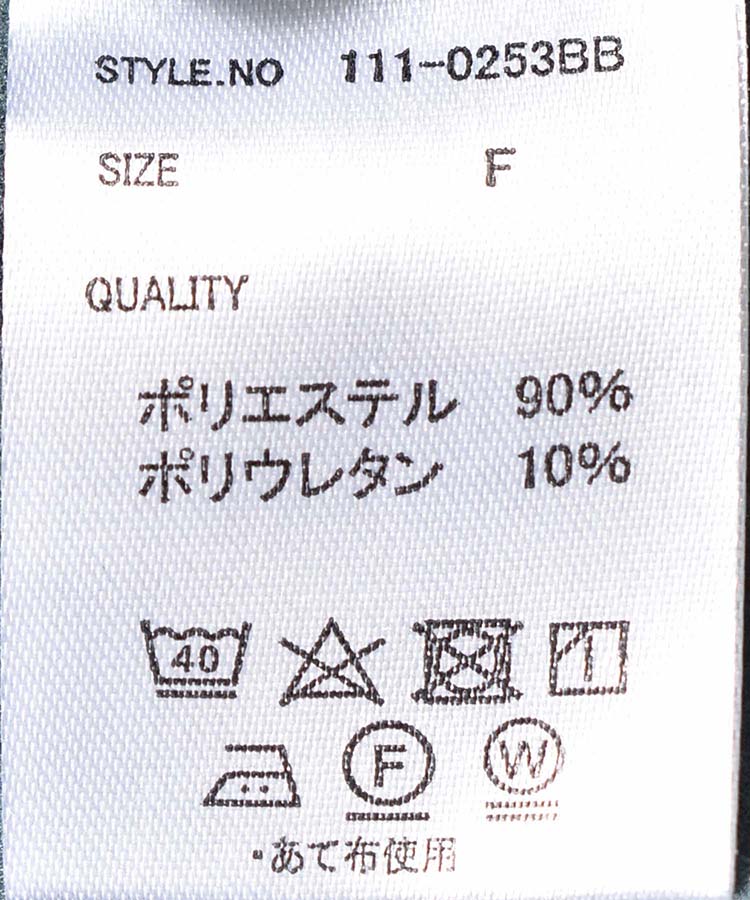 STYLE.NO 111-0253BB
SIZE F
QUALITY
ポリエステル 90%
ポリウレタン 10%
40
F W
・あて布使用